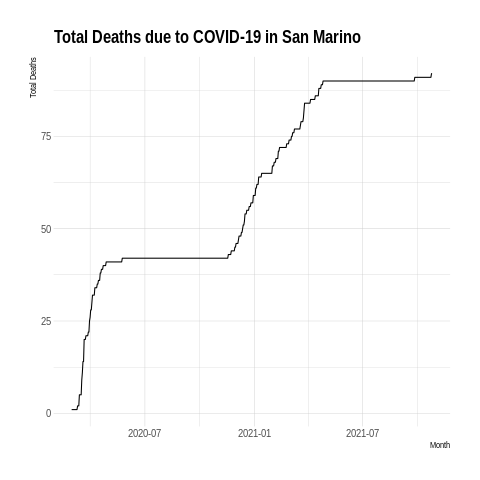 Total Deaths due to COVID-19 in San Marino
Total Deaths
75
50
25
0
2020-07
2021-01
2021-07
Month